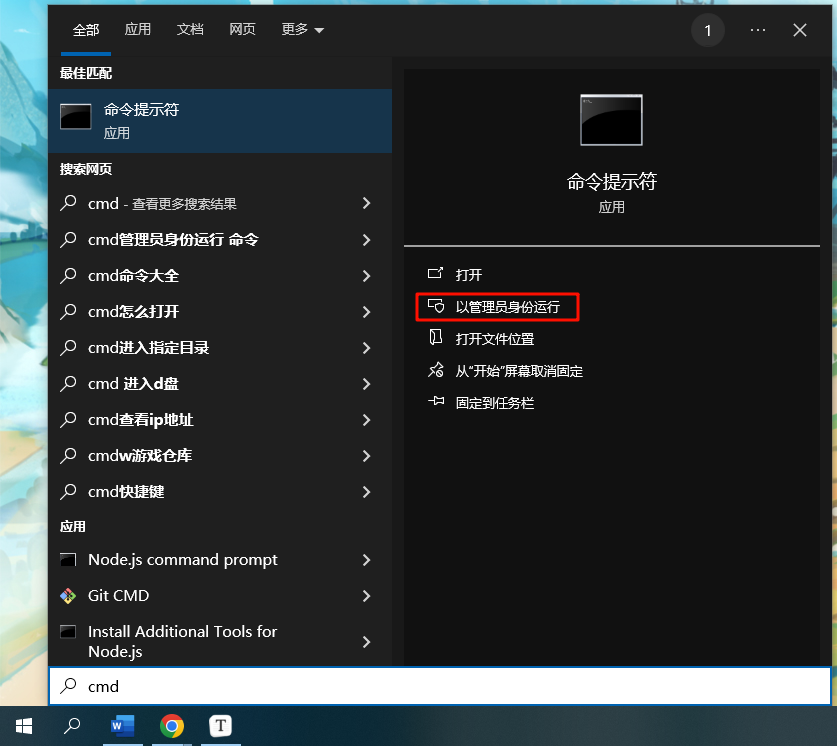 全部 应用 文档 网页 更多 1 ··· 
最佳匹配
命令提示符
应用
搜索网页
cmd - 查看更多搜索结果
cmd管理员身份运行 命令
cmd命令大全
cmd怎么打开
cmd进入指定目录
cmd 进入d盘
cmd查看ip地址
cmdw游戏仓库
cmd快捷键
应用
Node.js command prompt
Git CMD
Install Additional Tools for
Node.js
命令提示符
应用
打开
以管理员身份运行
打开文件位置
从“开始”屏幕取消固定
固定到任务栏
cmd
W
T